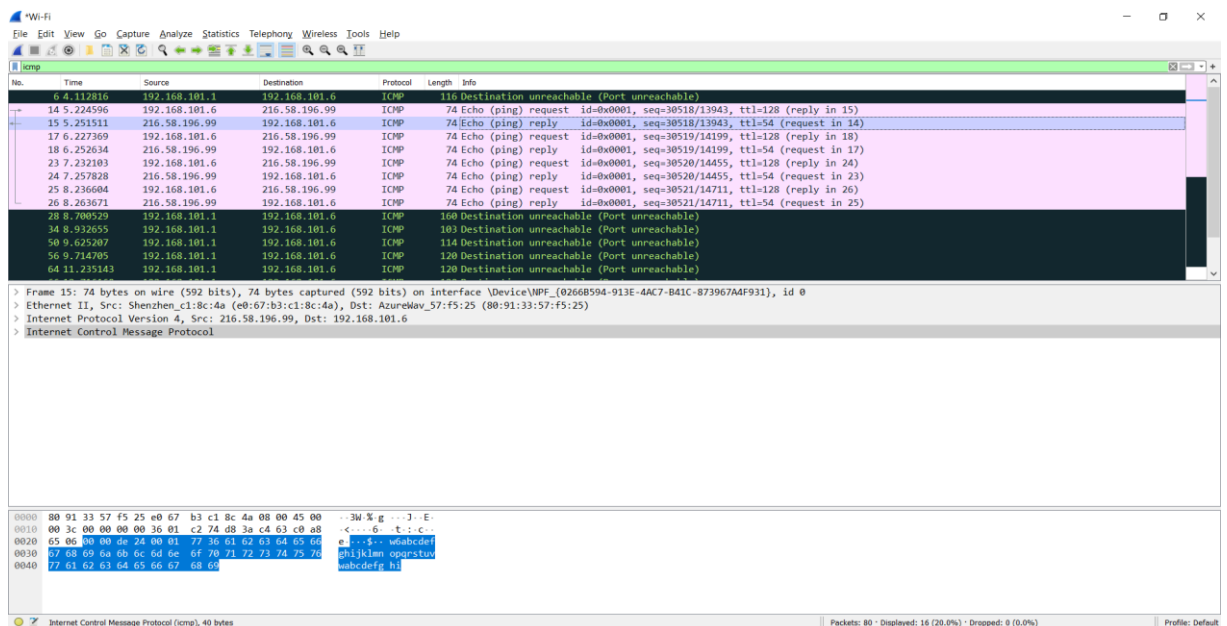 *Wi-Fi
File Edit View Go Capture Analyze Statistics Telephony Wireless Tools Help
icmp
No. Time Source Destination Protocol Length Info
6 4.112816 192.168.101.1 192.168.101.6 ICMP 116 Destination unreachable (Port unreachable)
14 5.224596 192.168.101.6 216.58.196.99 ICMP 74 Echo (ping) request id=0x0001, seq=30518/13943, ttl=128 (reply in 15)
15 5.251511 216.58.196.99 192.168.101.6 ICMP 74 Echo (ping) reply id=0x0001, seq=30518/13943, ttl=54 (request in 14)
17 6.227369 192.168.101.6 216.58.196.99 ICMP 74 Echo (ping) request id=0x0001, seq=30519/14199, ttl=128 (reply in 18)
18 6.252634 216.58.196.99 192.168.101.6 ICMP 74 Echo (ping) reply id=0x0001, seq=30519/14199, ttl=54 (request in 17)
23 7.232103 192.168.101.6 216.58.196.99 ICMP 74 Echo (ping) request id=0x0001, seq=30520/14455, ttl=128 (reply in 24)
24 7.257828 216.58.196.99 192.168.101.6 ICMP 74 Echo (ping) reply id=0x0001, seq=30520/14455, ttl=54 (request in 23)
25 8.236604 192.168.101.6 216.58.196.99 ICMP 74 Echo (ping) request id=0x0001, seq=30521/14711, ttl=128 (reply in 26)
26 8.263671 216.58.196.99 192.168.101.6 ICMP 74 Echo (ping) reply id=0x0001, seq=30521/14711, ttl=54 (request in 25)
28 8.700529 192.168.101.1 192.168.101.6 ICMP 160 Destination unreachable (Port unreachable)
34 8.932655 192.168.101.1 192.168.101.6 ICMP 103 Destination unreachable (Port unreachable)
50 9.625207 192.168.101.1 192.168.101.6 ICMP 114 Destination unreachable (Port unreachable)
56 9.714705 192.168.101.1 192.168.101.6 ICMP 120 Destination unreachable (Port unreachable)
64 11.235143 192.168.101.1 192.168.101.6 ICMP 120 Destination unreachable (Port unreachable)
> Frame 15: 74 bytes on wire (592 bits), 74 bytes captured (592 bits) on interface \Device\NPF_{0266B594-913E-4AC7-B41C-873967A4F931}, id 0
> Ethernet II, Src: Shenzhen_c1:8c:4a (e0:67:b3:c1:8c:4a), Dst: AzureWav_57:f5:25 (80:91:33:57:f5:25)
> Internet Protocol Version 4, Src: 216.58.196.99, Dst: 192.168.101.6
> Internet Control Message Protocol
0000 80 91 33 57 f5 25 e0 67 b3 c1 8c 4a 08 00 45 00 ··3W·%·g ···J··E·
0010 00 3c 00 00 00 00 36 01 c2 74 d8 3a c4 63 c0 a8 ·<····6· ·t·:·c··
0020 65 06 00 00 de 24 00 01 77 36 61 62 63 64 65 66 e····$·· w6abcdef
0030 67 68 69 6a 6b 6c 6d 6e 6f 70 71 72 73 74 75 76 ghijklmn opqrstuv
0040 77 61 62 63 64 65 66 67 68 69 wabcdefg hi
Internet Control Message Protocol (icmp), 40 bytes Packets: 80 · Displayed: 16 (20.0%) · Dropped: 0 (0.0%) Profile: Default